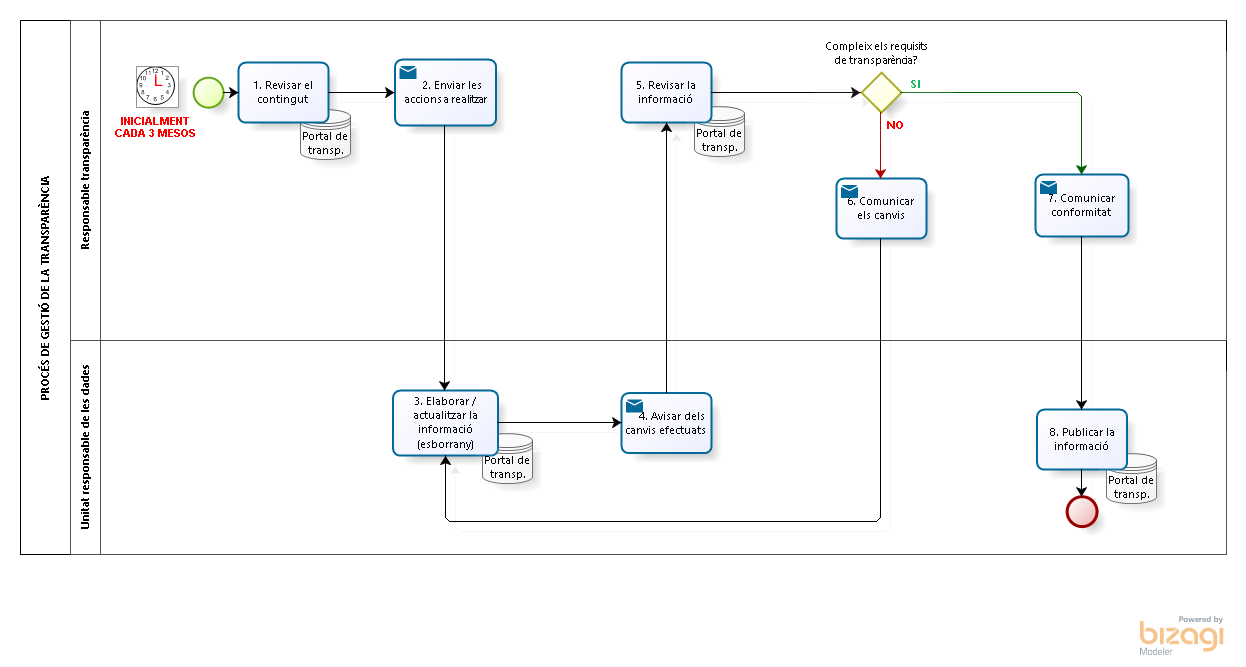 PROCÉS DE GESTIÓ DE LA TRANSPARÈNCIA
Responsable transparència
INICIALMENT
CADA 3 MESOS
1. Revisar el
contingut
Portal de
transp.
2. Enviar les
accions a realitzar
5. Revisar la
informació
Portal de
transp.
Compleix els requisits
de transparència?
SI
NO
6. Comunicar
els canvis
7. Comunicar
conformitat
Unitat responsable de les dades
3. Elaborar /
actualitzar la
informació
(esborrany)
Portal de
transp.
4. Avisar dels
canvis efectuats
8. Publicar la
informació
Portal de
transp.
Powered by
bizagi
Modeler